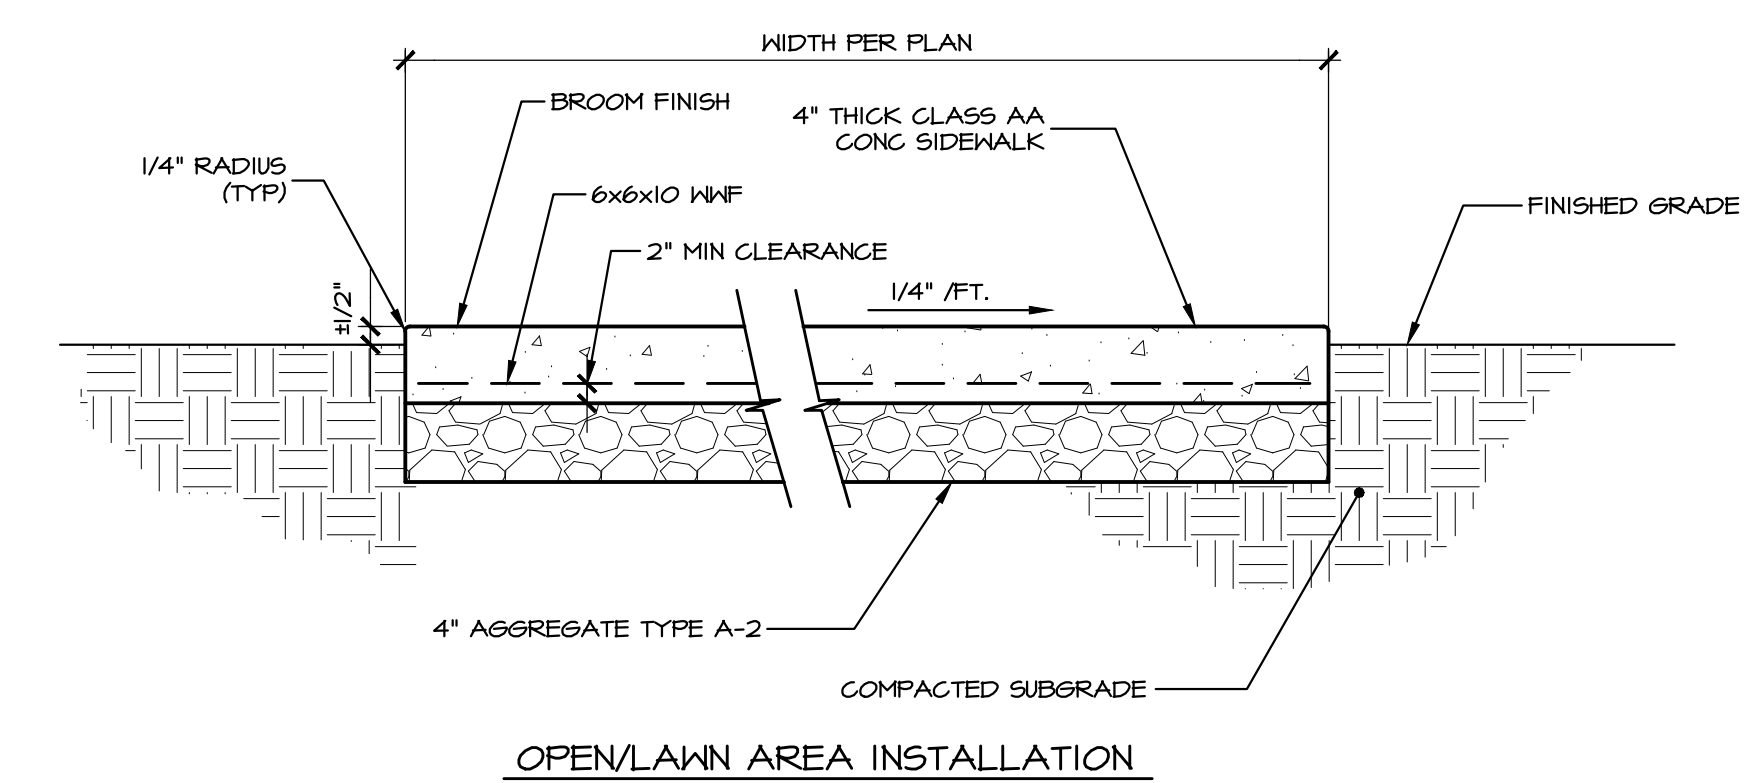 WIDTH PER PLAN
BROOM FINISH
4" THICK CLASS AA
CONC SIDEWALK
1/4" RADIUS
(TYP)
6x6x10 WWF
FINISHED GRADE
2" MIN CLEARANCE
±1/2"
1/4" /FT.
4" AGGREGATE TYPE A-2
COMPACTED SUBGRADE
OPEN/LAWN AREA INSTALLATION